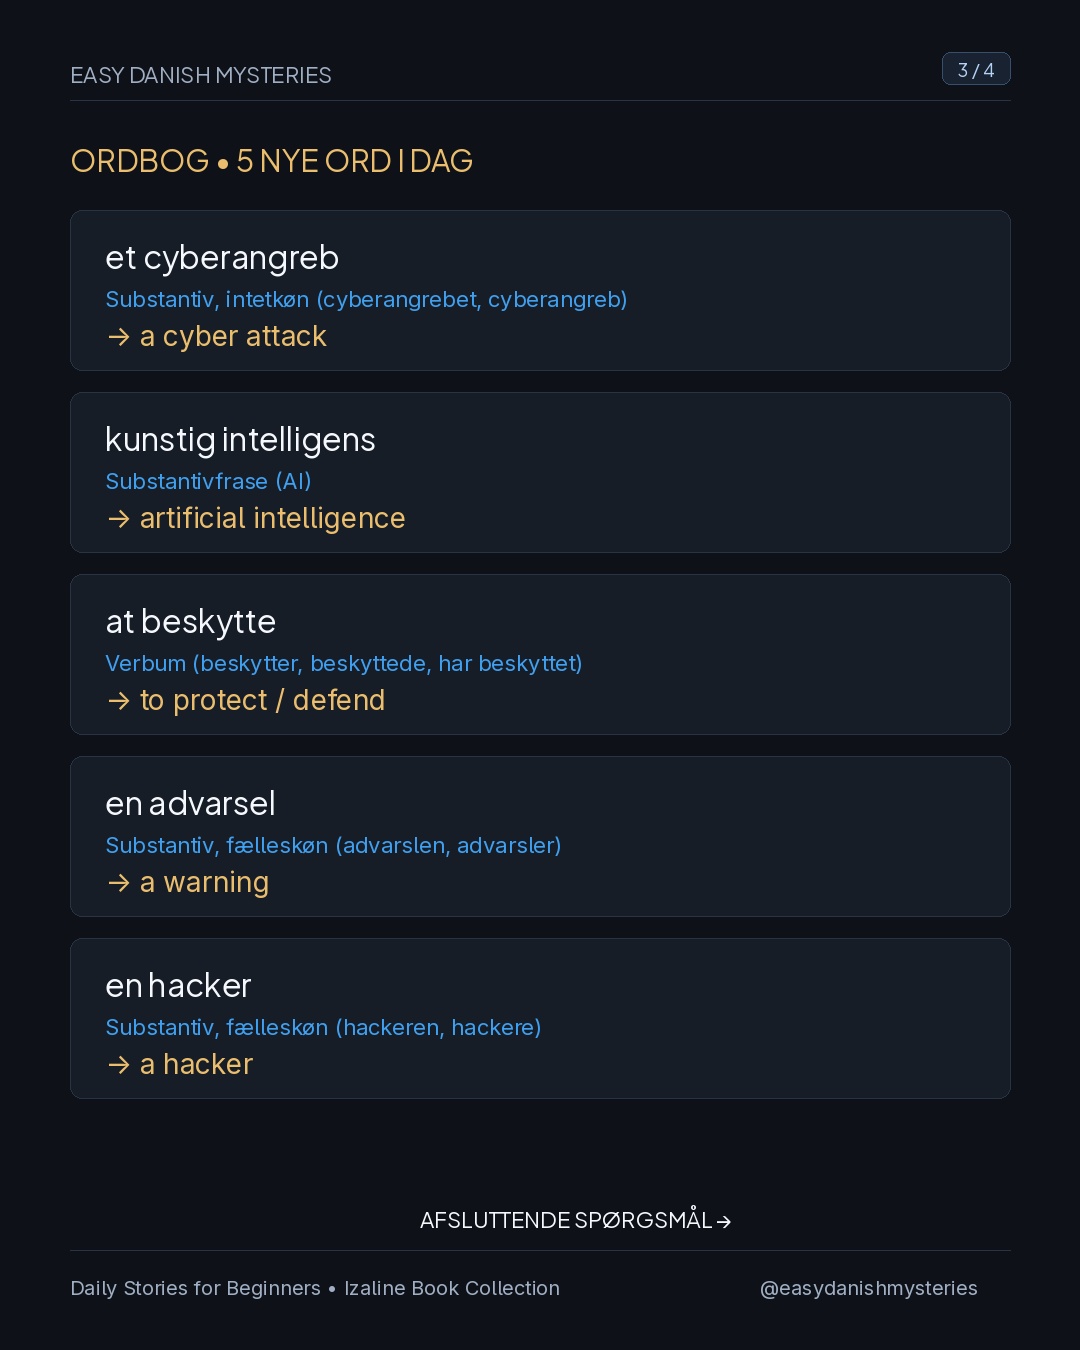 EASY DANISH MYSTERIES
3 / 4
ORDBOG • 5 NYE ORD I DAG
et cyberangreb
Substantiv, intetkøn (cyberangrebet, cyberangreb)
→ a cyber attack
kunstig intelligens
Substantivfrase (AI)
→ artificial intelligence
at beskytte
Verbum (beskytter, beskyttede, har beskyttet)
→ to protect / defend
en advarsel
Substantiv, fælleskøn (advarslen, advarsler)
→ a warning
en hacker
Substantiv, fælleskøn (hackeren, hackere)
→ a hacker
AFSLUTTENDE SPØRGSMÅL →
Daily Stories for Beginners • Izaline Book Collection
@easydanishmysteries